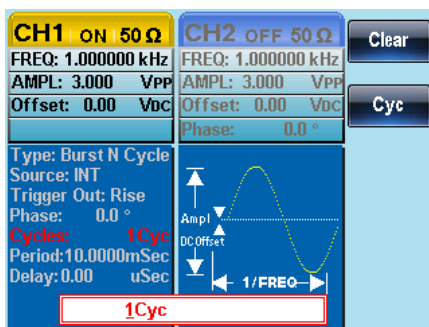 CH1 ON 50 Ω
FREQ: 1.000000 kHz
AMPL: 3.000 VPP
Offset: 0.00 VDC
CH2 OFF 50 Ω
FREQ: 1.000000 kHz
AMPL: 3.000 VPP
Offset: 0.00 VDC
Phase: 0.0 °
Clear
Cyc
Type: Burst N Cycle
Source: INT
Trigger Out: Rise
Phase: 0.0 °
Cycles: 1Cyc
Period:10.0000mSec
Delay:0.00 uSec
Ampl
DC Offset
1/FREQ
1Cyc